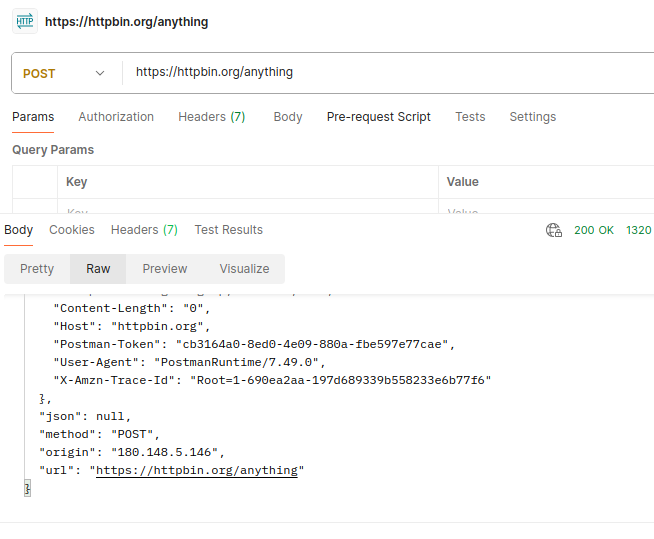 HTTP https://httpbin.org/anything
POST https://httpbin.org/anything
Params Authorization Headers (7) Body Pre-request Script Tests Settings
Query Params
Key Value
Key Value
Body Cookies Headers (7) Test Results 200 OK 1320
Pretty Raw Preview Visualize
"Content-Length": "0",
"Host": "httpbin.org",
"Postman-Token": "cb3164a0-8ed0-4e09-880a-fbe597e77cae",
"User-Agent": "PostmanRuntime/7.49.0",
"X-Amzn-Trace-Id": "Root=1-690ea2aa-197d689339b558233e6b77f6"
},
"json": null,
"method": "POST",
"origin": "180.148.5.146",
"url": "https://httpbin.org/anything"
}